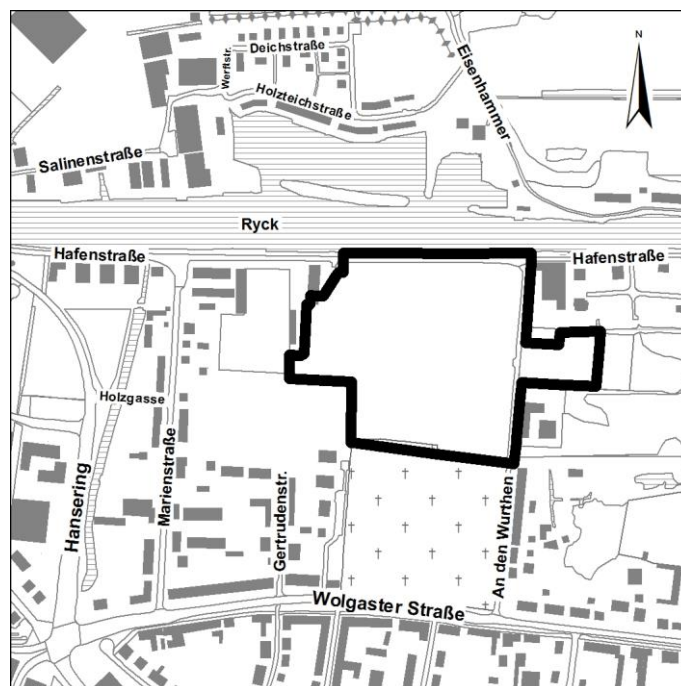 N
Deichstraße
Werftstr.
Eisenhammer
Holzteichstraße
Salinenstraße
Ryck
Hafenstraße
Hafenstraße
Holzgasse
Hansering
Marienstraße
Gertrudenstr.
An den Wurthen
Wolgaster Straße